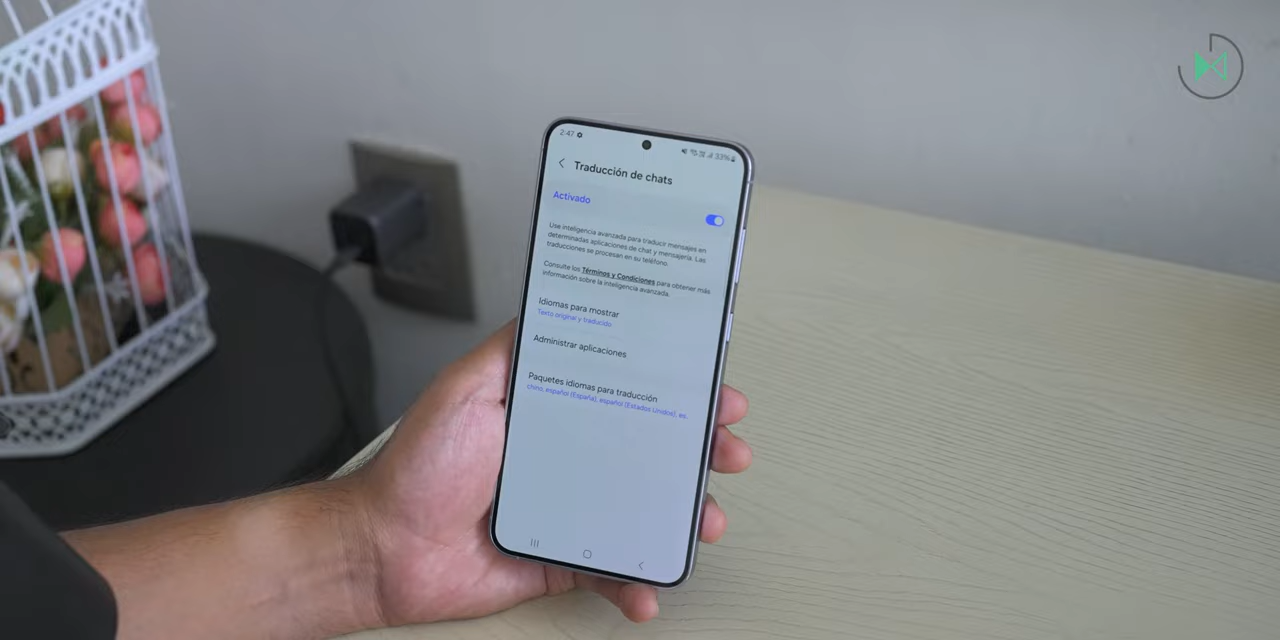 2:47
33%
Traducción de chats
Activado
Use inteligencia avanzada para traducir mensajes en
determinadas aplicaciones de chat y mensajería. Las
traducciones se procesan en su teléfono.
Consulte los Términos y Condiciones para obtener más
información sobre la inteligencia avanzada.
Idiomas para mostrar
Texto original y traducido
Administrar aplicaciones
Paquetes idiomas para traducción
chino, español (España), español (Estados Unidos), es.